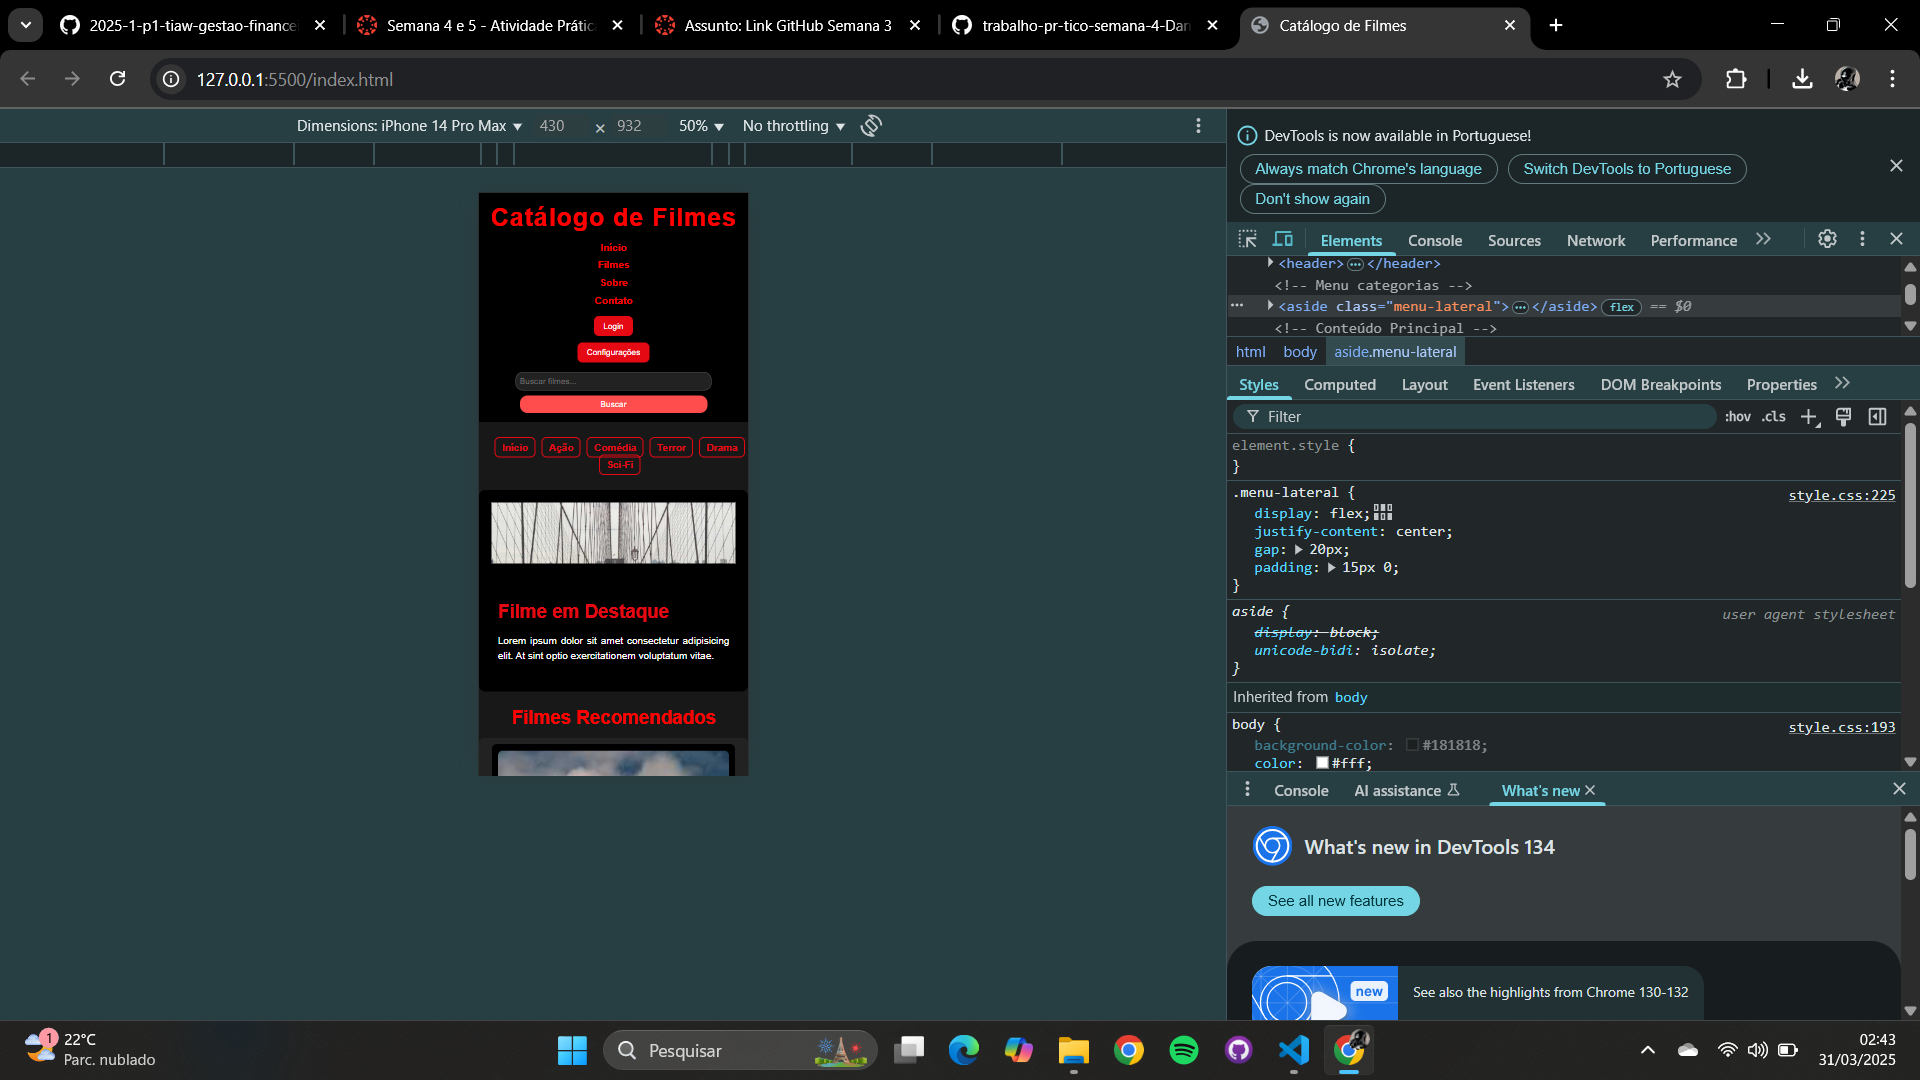 2025-1-p1-tiaw-gestao-finance
Semana 4 e 5 - Atividade Prátic
Assunto: Link GitHub Semana 3
trabalho-pr-tico-semana-4-Dan
Catálogo de Filmes
127.0.0.1:5500/index.html
Dimensions: iPhone 14 Pro Max
430
×
932
50%
No throttling
Catálogo de Filmes
Início
Filmes
Sobre
Contato
Login
Configurações
Buscar filmes...
Buscar
Início
Ação
Comédia
Terror
Drama
Sci-Fi
Filme em Destaque
Lorem ipsum dolor sit amet consectetur adipisicing
elit. At sint optio exercitationem voluptatum vitae.
Filmes Recomendados
DevTools is now available in Portuguese!
Always match Chrome's language
Switch DevTools to Portuguese
Don't show again
Elements
Console
Sources
Network
Performance
<header>…</header>
<!-- Menu categorias -->
<aside class="menu-lateral">…</aside> flex == $0
<!-- Conteúdo Principal -->
html
body
aside.menu-lateral
Styles
Computed
Layout
Event Listeners
DOM Breakpoints
Properties
Filter
:hov
.cls
element.style {
}
.menu-lateral {
style.css:225
display: flex;
justify-content: center;
gap: 20px;
padding: 15px 0;
}
aside {
user agent stylesheet
display: block;
unicode-bidi: isolate;
}
Inherited from body
body {
style.css:193
background-color: #181818;
color: #fff;
Console
AI assistance
What's new
What's new in DevTools 134
See all new features
new
See also the highlights from Chrome 130-132
1
22°C
Parc. nublado
Pesquisar
02:43
31/03/2025